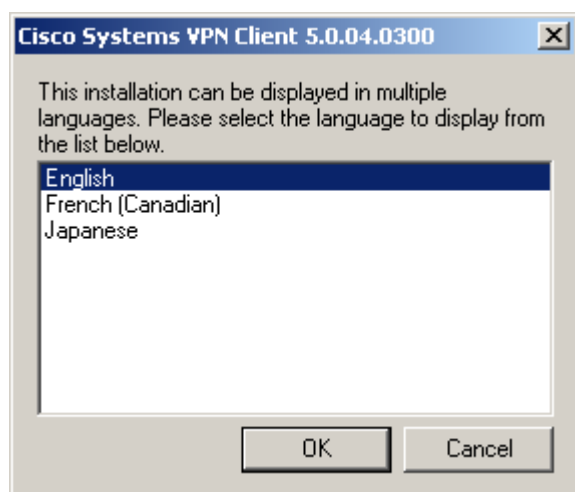 Cisco Systems VPN Client 5.0.04.0300
This installation can be displayed in multiple
languages. Please select the language to display from
the list below.
English
French (Canadian)
Japanese
OK
Cancel